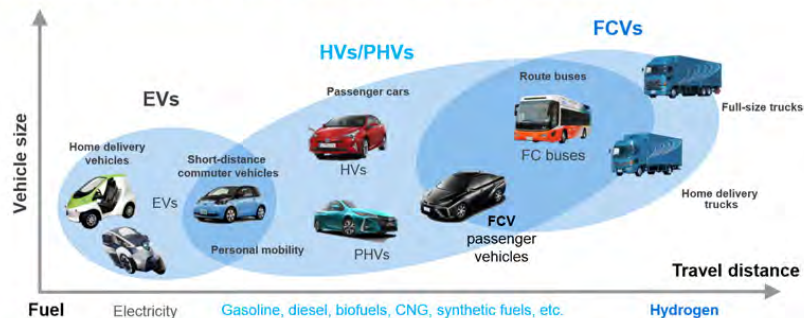 FCVs
HVs/PHVs
EVs
Vehicle size
Home delivery
vehicles
EVs
Short-distance
commuter vehicles
Personal mobility
Passenger cars
HVs
PHVs
Route buses
FC buses
FCV
passenger
vehicles
Full-size trucks
Home delivery
trucks
Travel distance
Fuel
Electricity
Gasoline, diesel, biofuels, CNG, synthetic fuels, etc.
Hydrogen